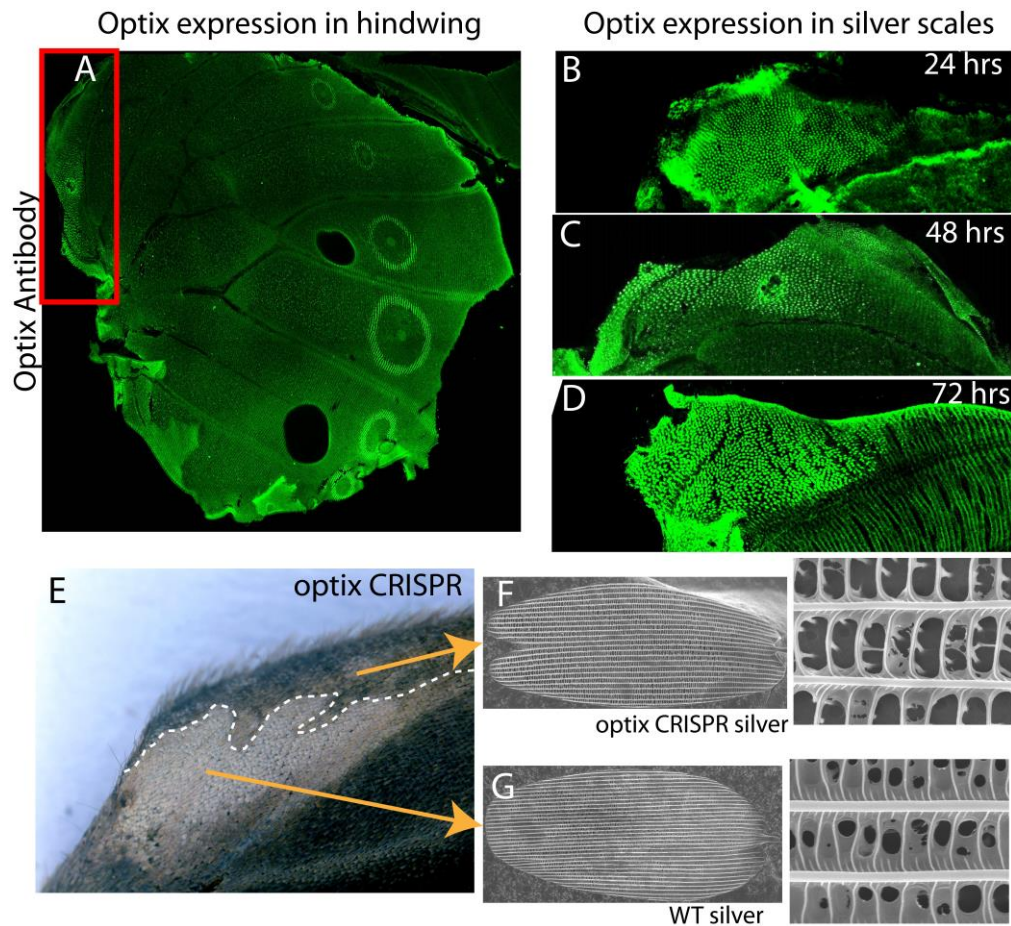 Optix expression in hindwing
Optix expression in silver scales
Optix Antibody
A
B
24 hrs
C
48 hrs
D
72 hrs
E
optix CRISPR
F
optix CRISPR silver
G
WT silver